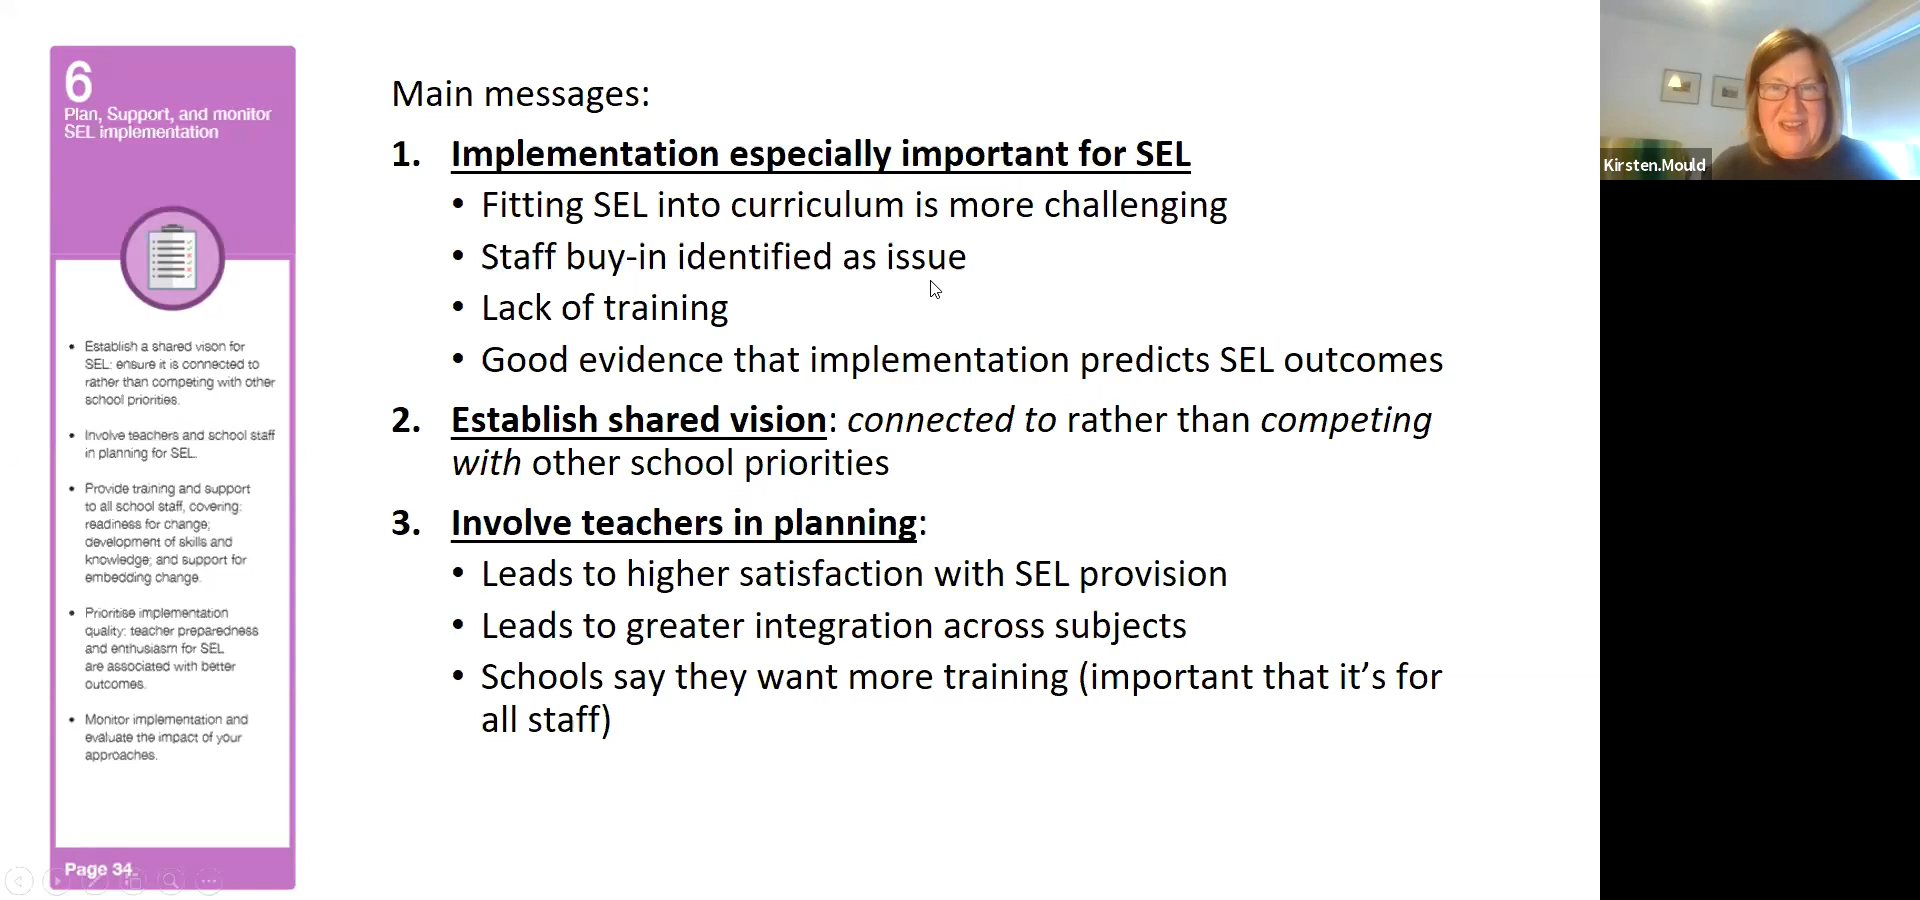 6
Plan, Support, and monitor
SEL implementation
• Establish a shared vison for
SEL: ensure it is connected to
rather than competing with other
school priorities.
• Involve teachers and school staff
in planning for SEL.
• Provide training and support
to all school staff, covering:
readiness for change;
development of skills and
knowledge; and support for
embedding change.
• Prioritise implementation
quality: teacher preparedness
and enthusiasm for SEL
are associated with better
outcomes.
• Monitor implementation and
evaluate the impact of your
approaches.
Page 34
Main messages:
1. Implementation especially important for SEL
• Fitting SEL into curriculum is more challenging
• Staff buy-in identified as issue
• Lack of training
• Good evidence that implementation predicts SEL outcomes
2. Establish shared vision: connected to rather than competing
with other school priorities
3. Involve teachers in planning:
• Leads to higher satisfaction with SEL provision
• Leads to greater integration across subjects
• Schools say they want more training (important that it’s for
all staff)
Kirsten.Mould